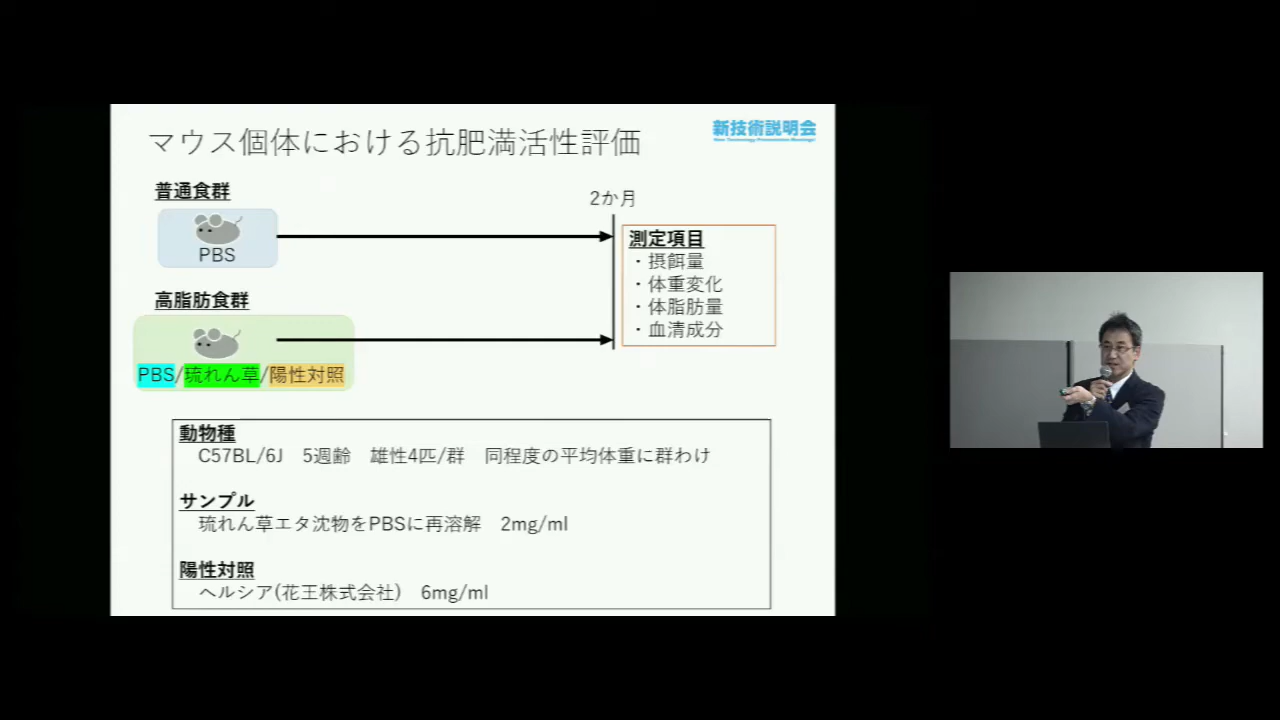 マウス個体における抗肥満活性評価
新技術説明会
New Technology Presentation Meetings!
普通食群
PBS
2か月
測定項目
・摂餌量
・体重変化
・体脂肪量
・血清成分
高脂肪食群
PBS/琉れん草/陽性対照
動物種
C57BL/6J 5週齢 雄性4匹/群 同程度の平均体重に群わけ
サンプル
琉れん草エタ沈物をPBSに再溶解 2mg/ml
陽性対照
ヘルシア(花王株式会社) 6mg/ml